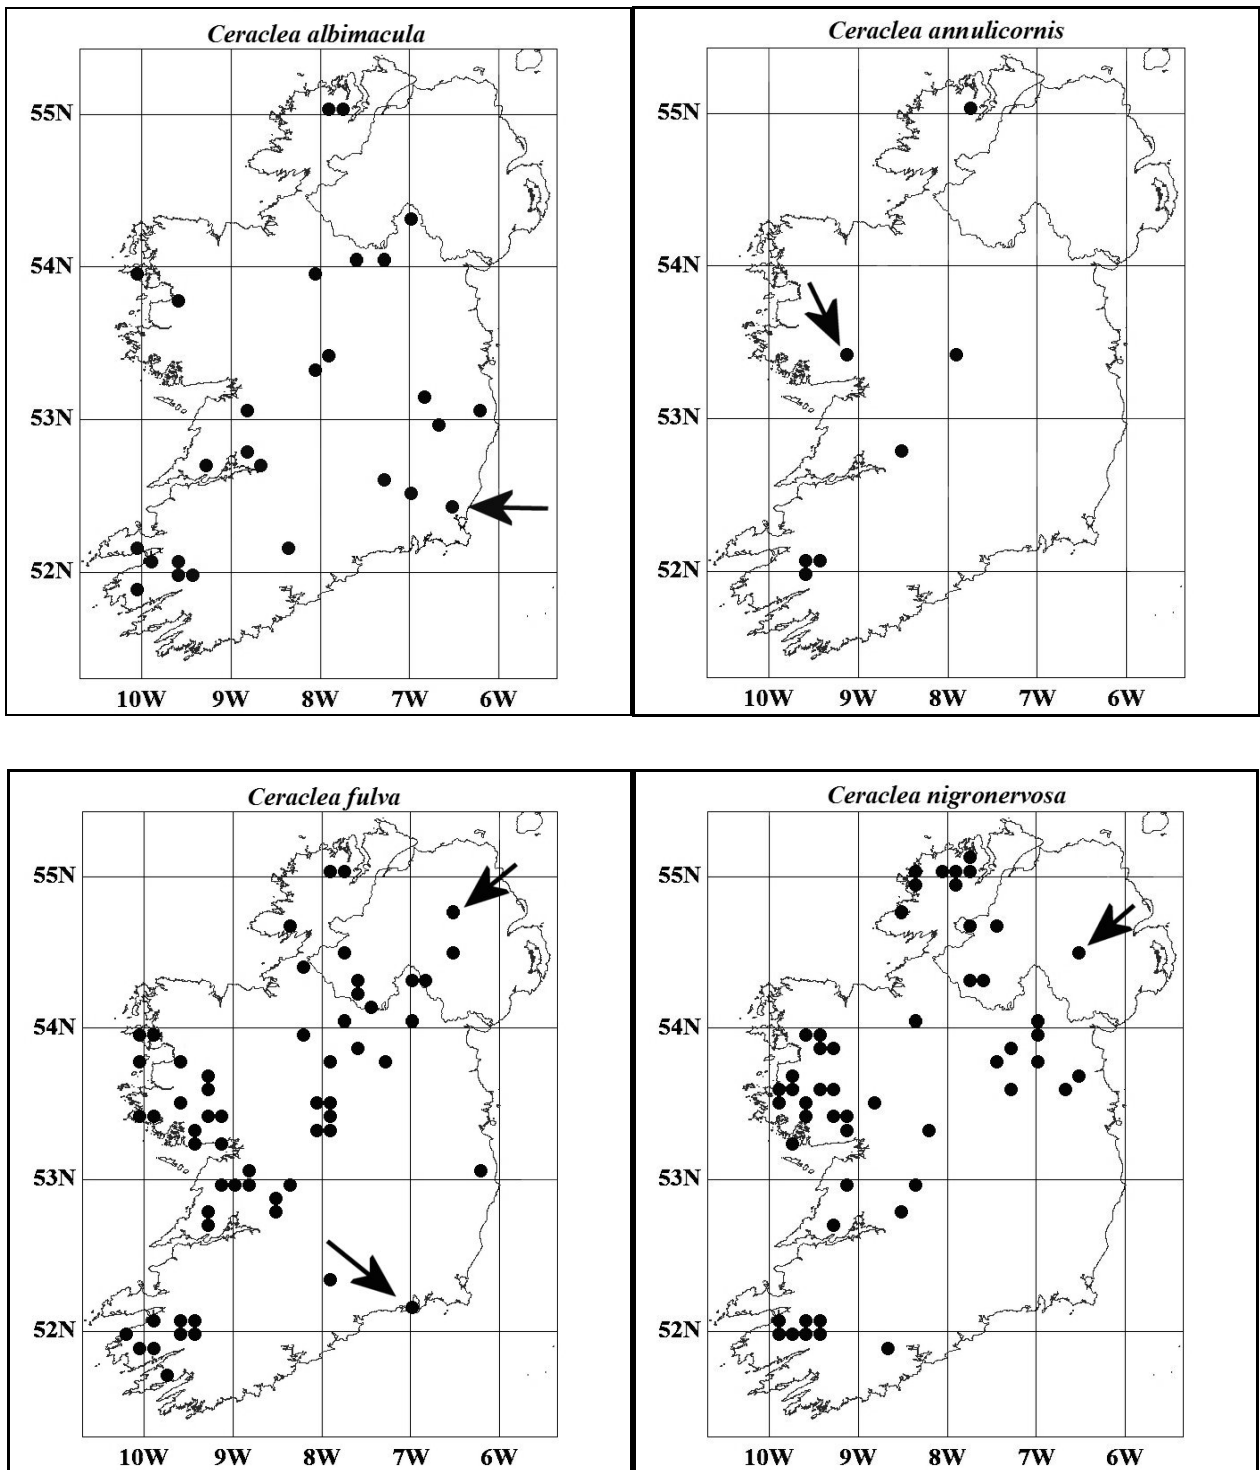 Ceraclea albimacula
55N
54N
53N
52N
10W 9W 8W 7W 6W
Ceraclea annulicornis
55N
54N
53N
52N
10W 9W 8W 7W 6W
Ceraclea fulva
55N
54N
53N
52N
10W 9W 8W 7W 6W
Ceraclea nigronervosa
55N
54N
53N
52N
10W 9W 8W 7W 6W